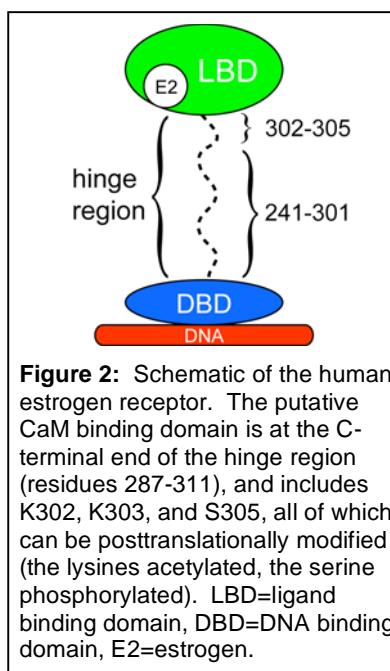 LBD
E2
302-305
hinge
region
241-301
DBD
DNA
Figure 2: Schematic of the human
estrogen receptor. The putative
CaM binding domain is at the C-
terminal end of the hinge region
(residues 287-311), and includes
K302, K303, and S305, all of which
can be posttranslationally modified
(the lysines acetylated, the serine
phosphorylated). LBD=ligand
binding domain, DBD=DNA binding
domain, E2=estrogen.